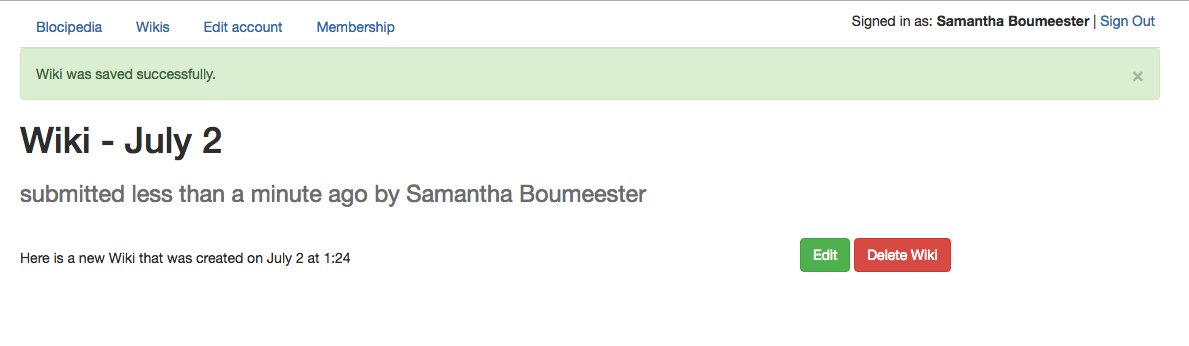 Blocipedia Wikis Edit account Membership Signed in as: Samantha Boumeester | Sign Out
Wiki was saved successfully. ×
Wiki - July 2
submitted less than a minute ago by Samantha Boumeester
Here is a new Wiki that was created on July 2 at 1:24 Edit Delete Wiki